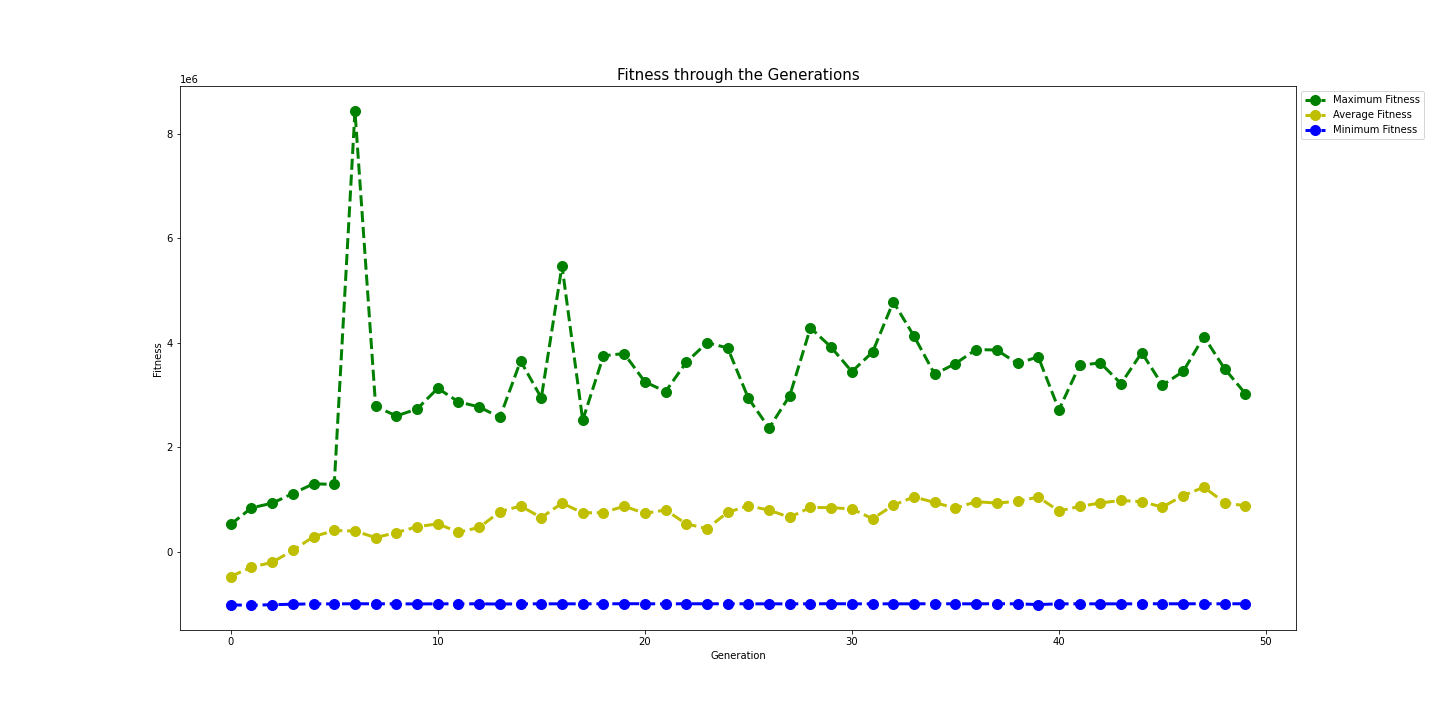 Fitness through the Generations
1e6
8
6
4
2
0
Fitness
0 10 20 30 40 50
Generation
Maximum Fitness
Average Fitness
Minimum Fitness